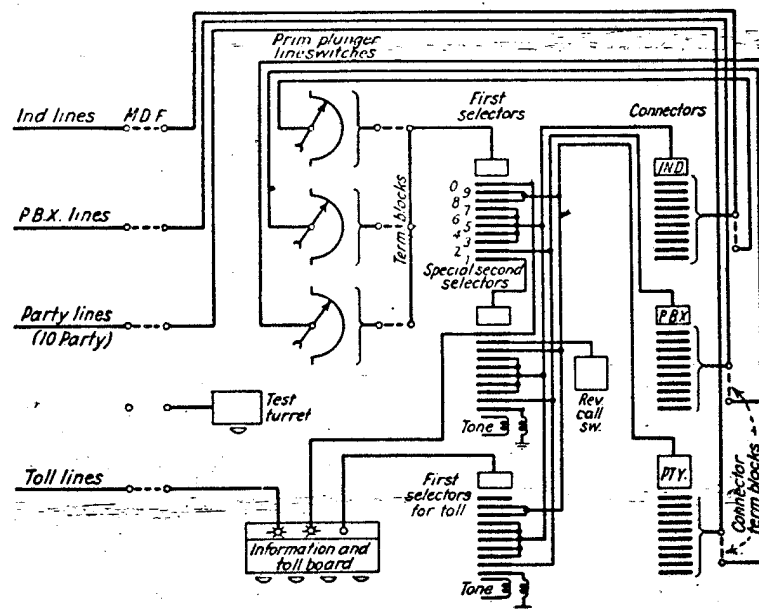 Prim plunger
lineswitches
First
selectors
Connectors
Ind lines
M D F
IND.
0
9
8
7
6
5
4
3
2
1
P.B.X. lines
Term blocks
Special second
selectors
Party lines
(10 Party)
P.B.X
Test
turret
Rev.
call
sw.
Tone
Toll lines
First
selectors
for toll
PTY.
Connector
term blocks
Information and
toll board
Tone